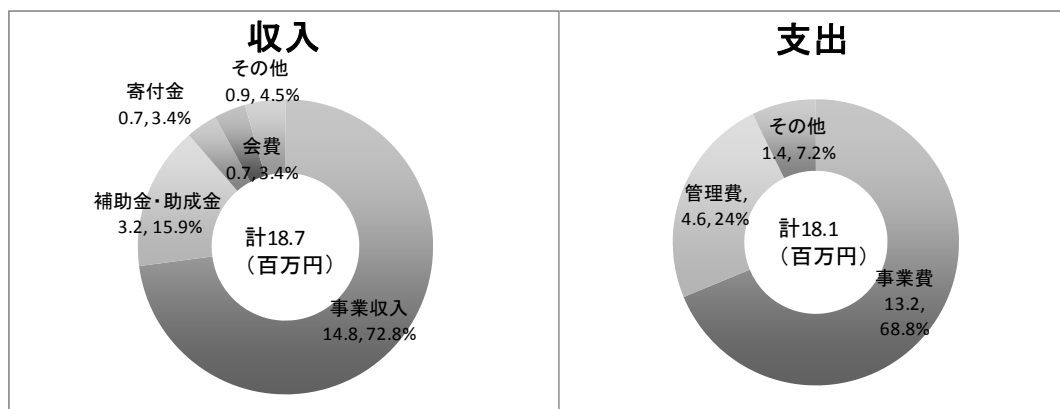 収入
その他
0.9, 4.5%
寄付金
0.7, 3.4%
会費
0.7, 3.4%
補助金・助成金
3.2, 15.9%
計18.7
（百万円）
事業収入
14.8, 72.8%
支出
その他
1.4, 7.2%
管理費,
4.6, 24%
計18.1
（百万円）
事業費
13.2,
68.8%